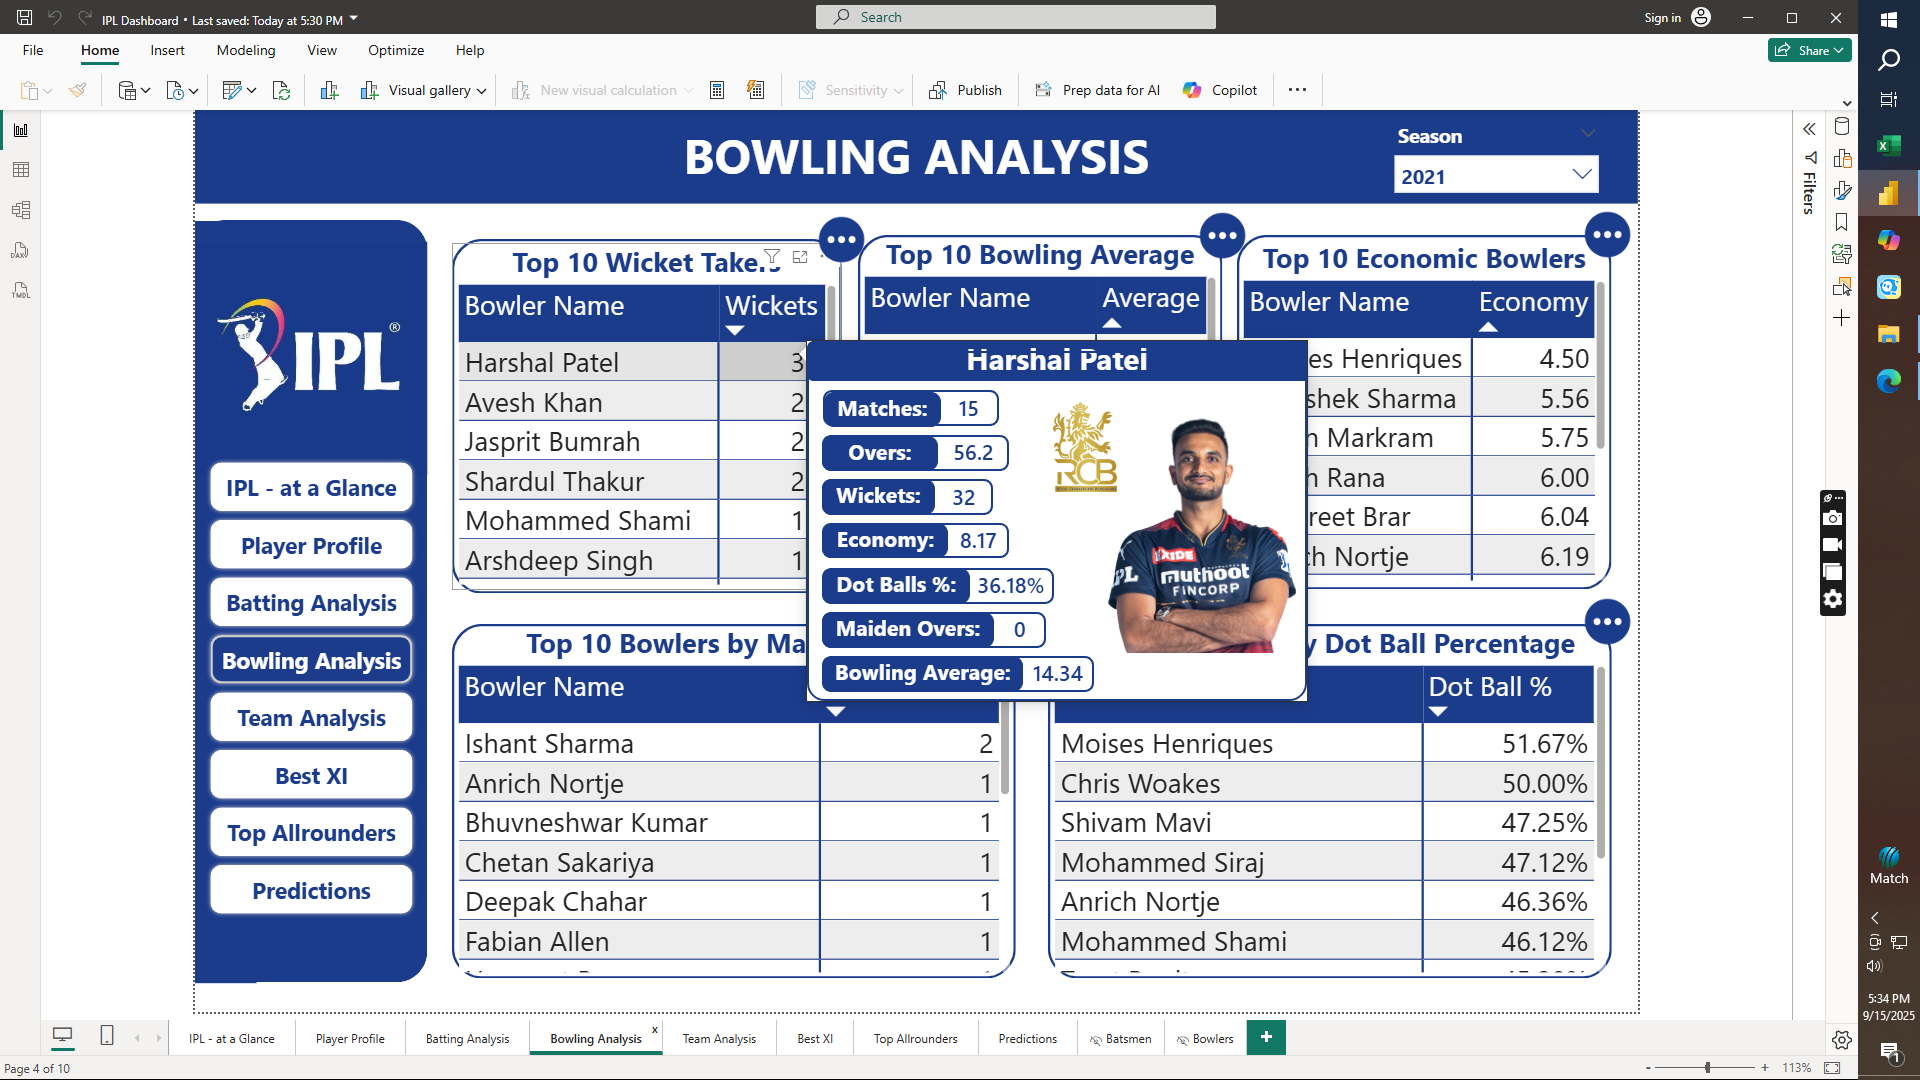 IPL Dashboard • Last saved: Today at 5:30 PM
Search
Sign in
File
Home
Insert
Modeling
View
Optimize
Help
Share
Visual gallery
New visual calculation
Sensitivity
Publish
Prep data for AI
Copilot
BOWLING ANALYSIS
Season
2021
Filters
DAX
TMDL
IPL
IPL - at a Glance
Player Profile
Batting Analysis
Bowling Analysis
Team Analysis
Best XI
Top Allrounders
Predictions
Top 10 Wicket Takers
Bowler Name Wickets
Harshal Patel 3
Avesh Khan 2
Jasprit Bumrah 2
Shardul Thakur 2
Mohammed Shami 1
Arshdeep Singh 1
Top 10 Bowling Average
Bowler Name Average
Top 10 Economic Bowlers
Bowler Name Economy
es Henriques 4.50
shek Sharma 5.56
Markram 5.75
Rana 6.00
reet Brar 6.04
ch Nortje 6.19
Harshal Patel
Matches: 15
Overs: 56.2
Wickets: 32
Economy: 8.17
Dot Balls %: 36.18%
Maiden Overs: 0
Bowling Average: 14.34
RCB
EXIDE
muthoot
FINCORP
IPL
Top 10 Bowlers by Ma
Bowler Name
Ishant Sharma 2
Anrich Nortje 1
Bhuvneshwar Kumar 1
Chetan Sakariya 1
Deepak Chahar 1
Fabian Allen 1
y Dot Ball Percentage
Dot Ball %
Moises Henriques 51.67%
Chris Woakes 50.00%
Shivam Mavi 47.25%
Mohammed Siraj 47.12%
Anrich Nortje 46.36%
Mohammed Shami 46.12%
IPL - at a Glance
Player Profile
Batting Analysis
Bowling Analysis
x
Team Analysis
Best XI
Top Allrounders
Predictions
Batsmen
Bowlers
Page 4 of 10
113%
Match
5:34 PM
9/15/2025
1